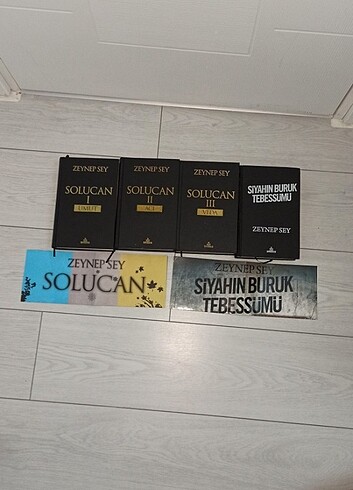 ZEYNEP SEY
SOLUCAN
I
UMUT
ZEYNEP SEY
SOLUCAN
II
ACI
ZEYNEP SEY
SOLUCAN
III
VEDA
SİYAHIN BURUK
TEBESSÜMÜ
ZEYNEP SEY
ZEYNEP SEY
SOLUCAN
ZEYNEP SEY
SİYAHIN BURUK
TEBESSÜMÜ